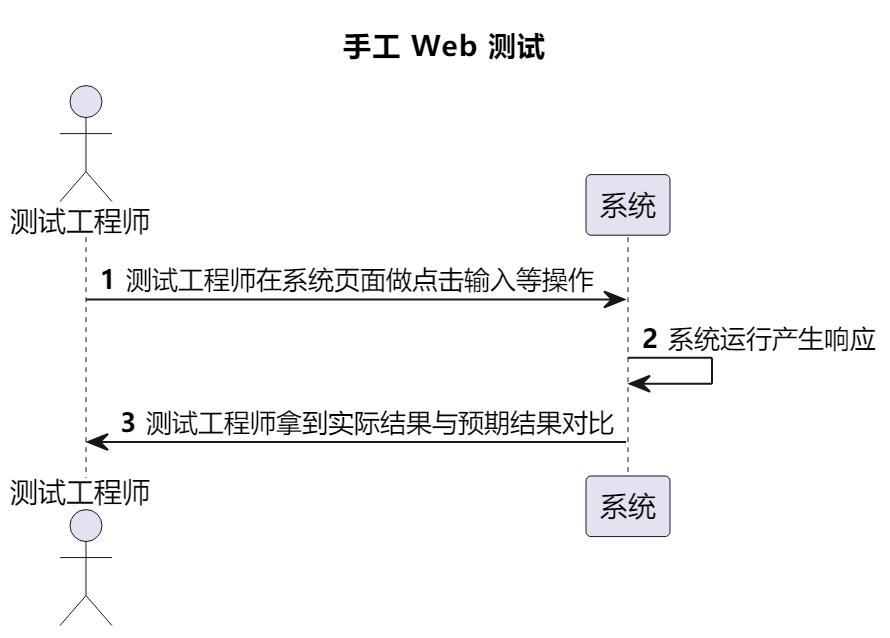 手工 Web 测试
测试工程师
系统
1 测试工程师在系统页面做点击输入等操作
2 系统运行产生响应
3 测试工程师拿到实际结果与预期结果对比
测试工程师
系统